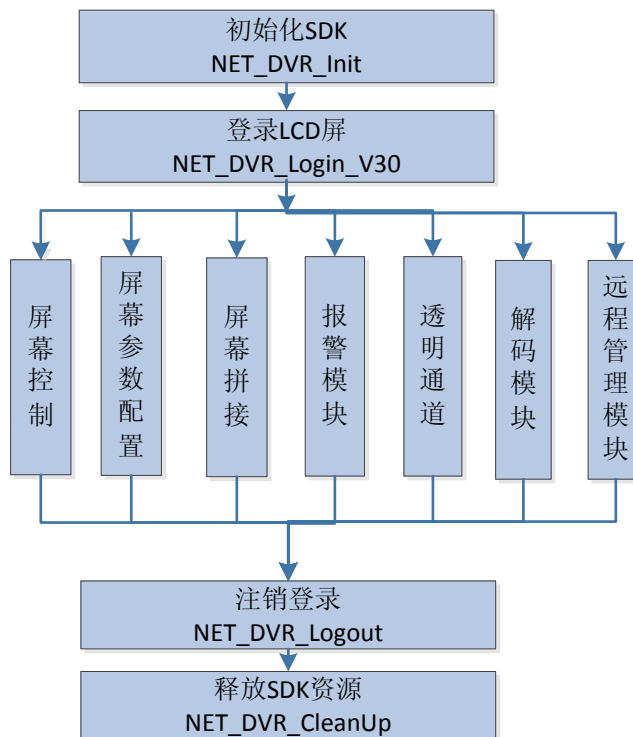 初始化SDK
NET_DVR_Init
登录LCD屏
NET_DVR_Login_V30
屏幕控制
屏幕参数配置
屏幕拼接
报警模块
透明通道
解码模块
远程管理模块
注销登录
NET_DVR_Logout
释放SDK资源
NET_DVR_CleanUp